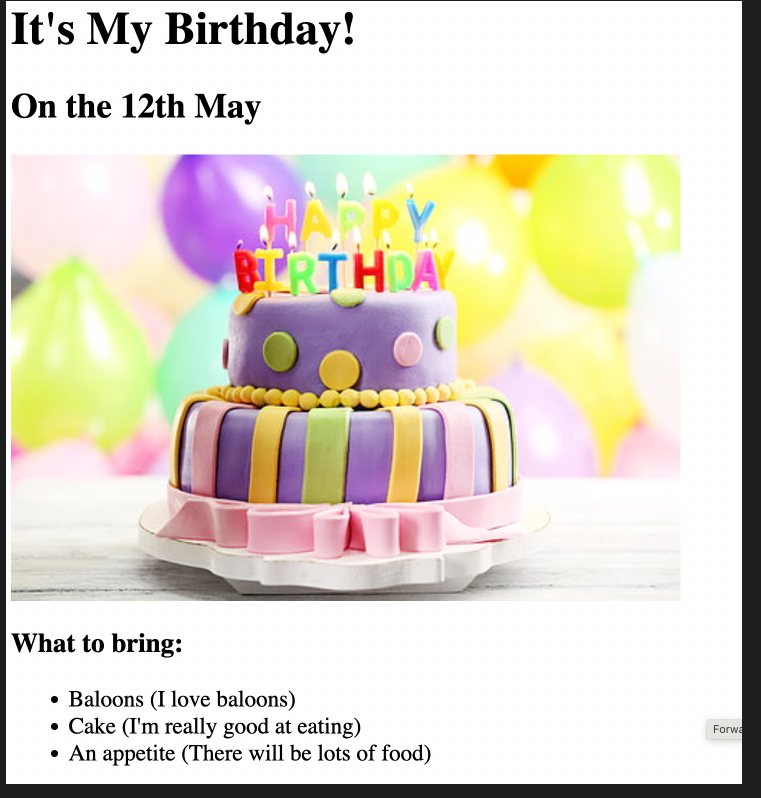 It's My Birthday!
On the 12th May
HAPPY
BIRTHDAY
What to bring:
Baloons (I love baloons)
Cake (I'm really good at eating)
Forwa
An appetite (There will be lots of food)